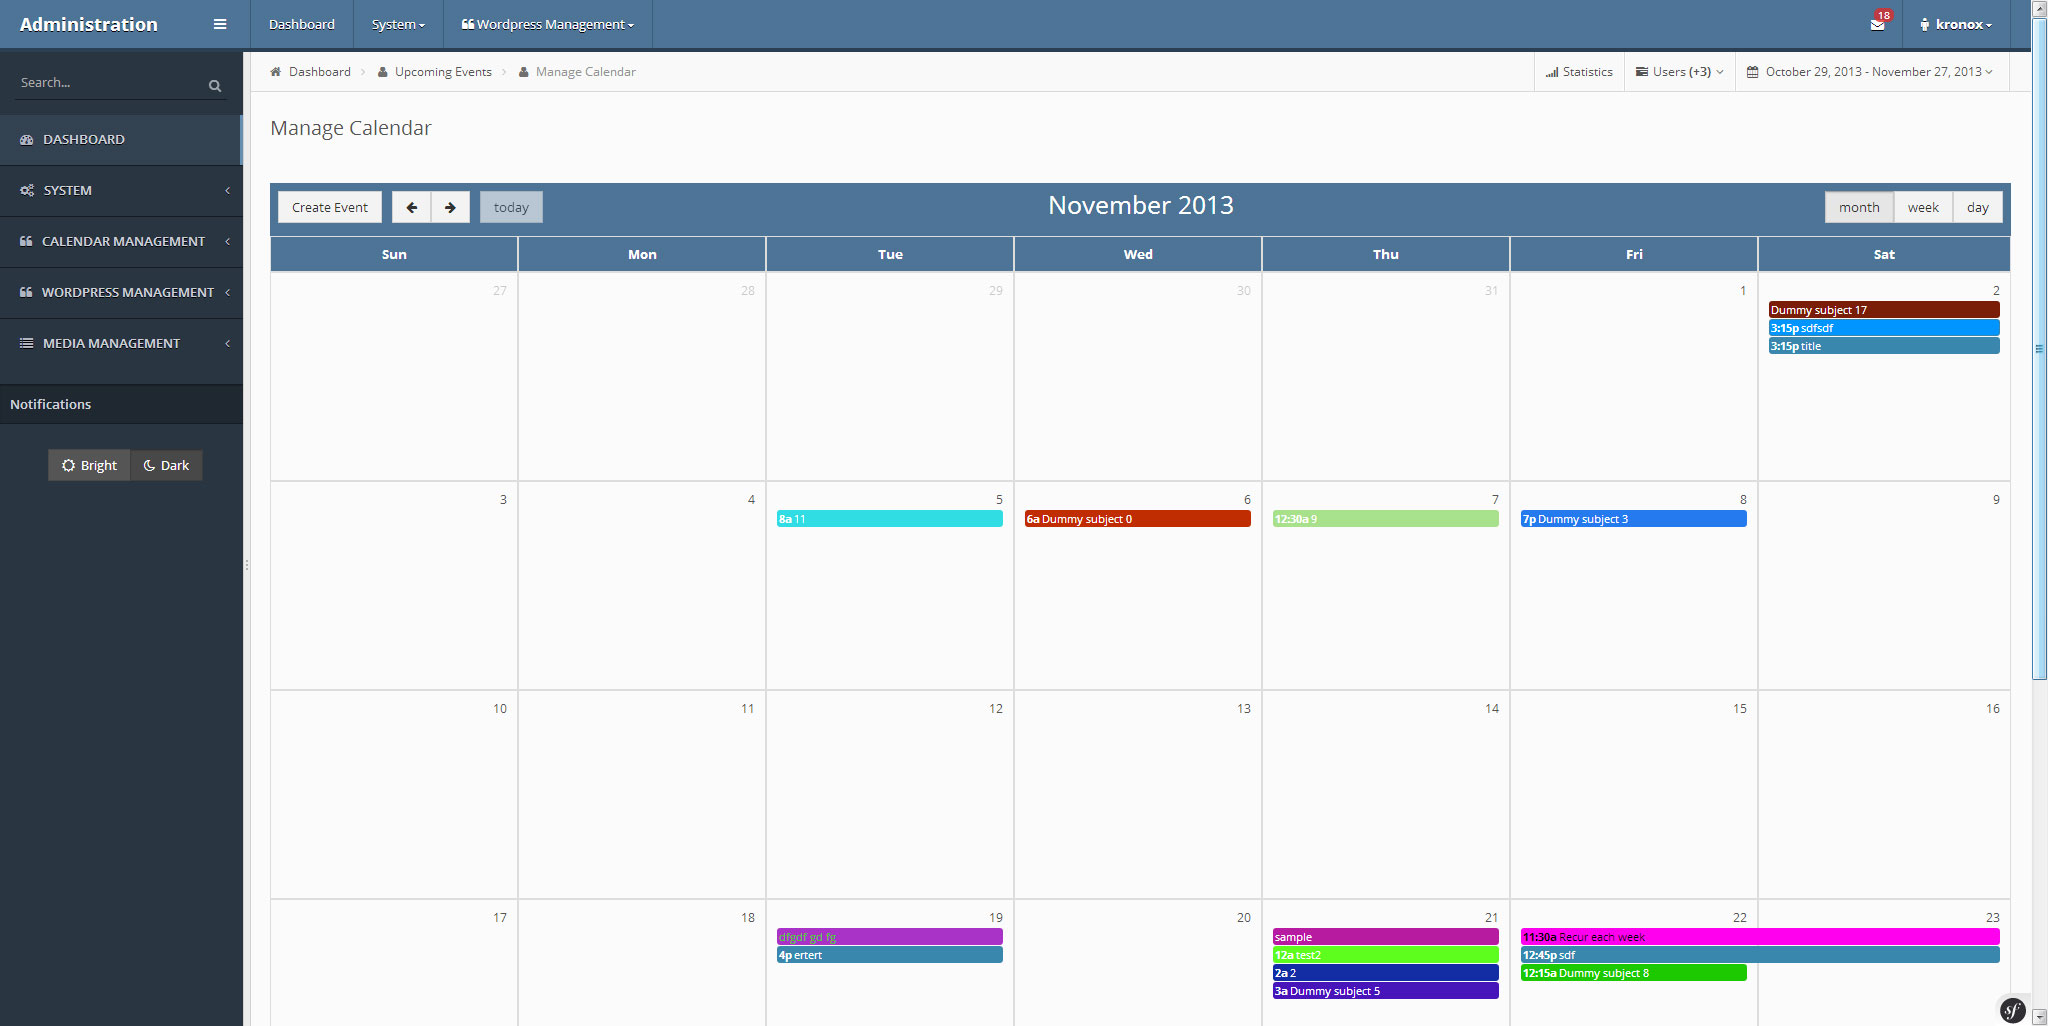 Administration
Dashboard
System
Wordpress Management
18
kronox
Search...
DASHBOARD
SYSTEM
CALENDAR MANAGEMENT
WORDPRESS MANAGEMENT
MEDIA MANAGEMENT
Notifications
Bright
Dark
Dashboard
Upcoming Events
Manage Calendar
Statistics
Users (+3)
October 29, 2013 - November 27, 2013
Manage Calendar
Create Event
today
November 2013
month
week
day
Sun Mon Tue Wed Thu Fri Sat
27 28 29 30 31 1 2
Dummy subject 17
3:15p sdfsdf
3:15p title
3 4 5 6 7 8 9
8a 11
6a Dummy subject 0
12:30a 9
7p Dummy subject 3
10 11 12 13 14 15 16
17 18 19 20 21 22 23
dfgdf gd fg
4p ertert
sample
12a test2
2a 2
3a Dummy subject 5
11:30a Recur each week
12:45p sdf
12:15a Dummy subject 8
sf